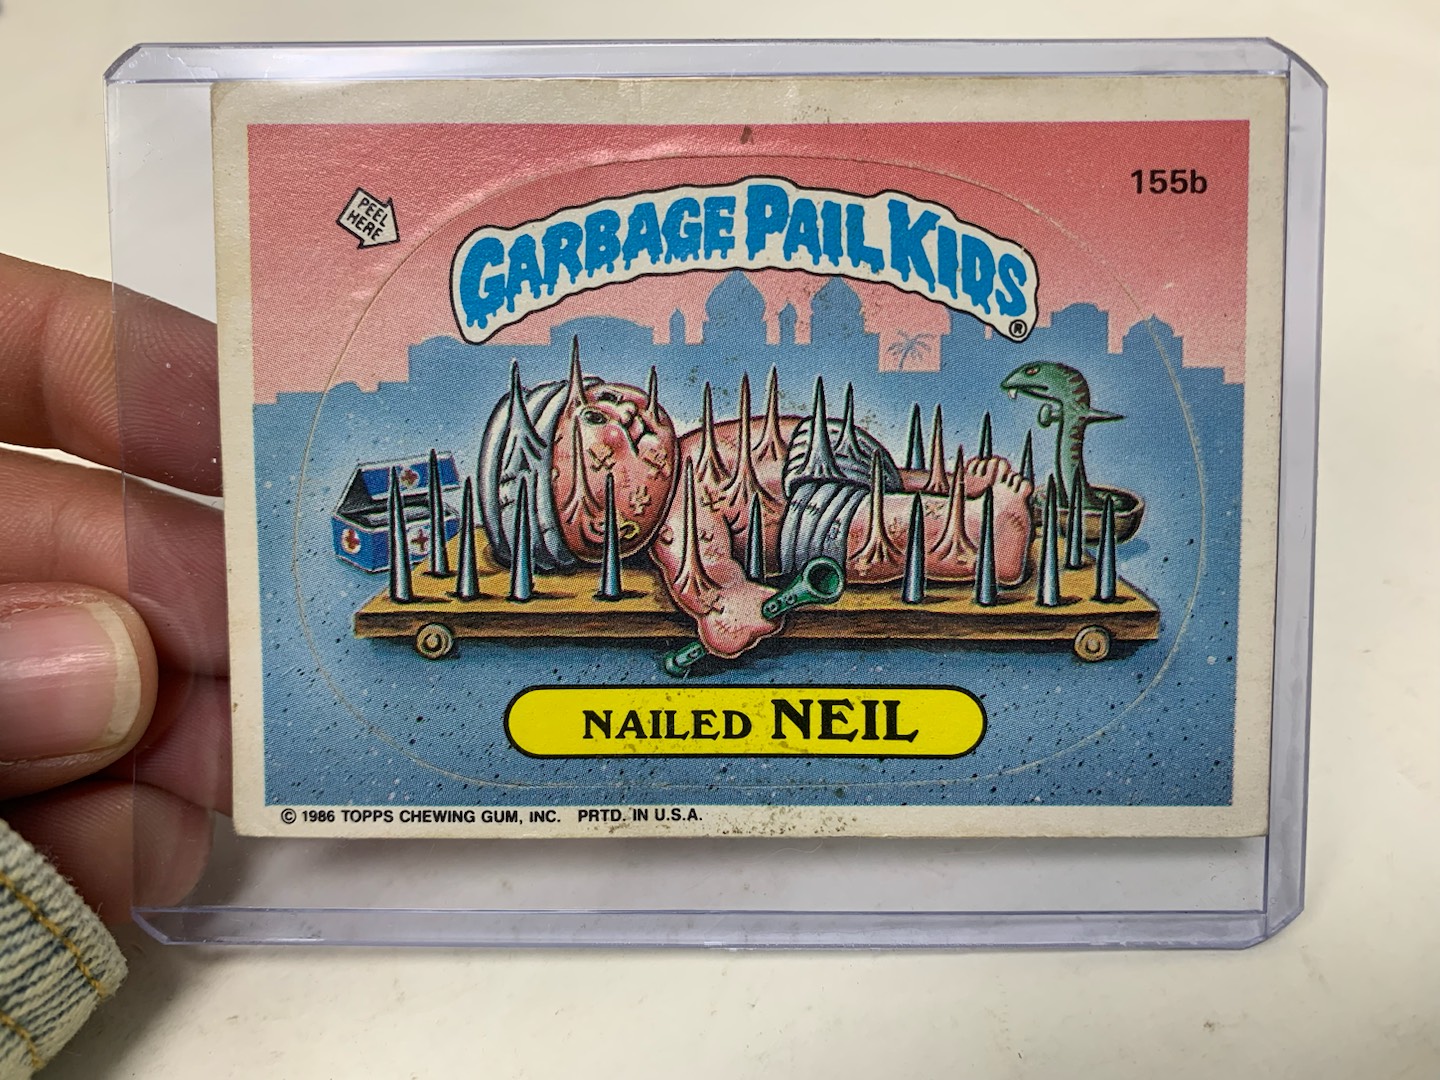 155b
PEEL
HERE
GARBAGE PAIL KIDS
®
NAILED NEIL
© 1986 TOPPS CHEWING GUM, INC. PRTD. IN U.S.A.